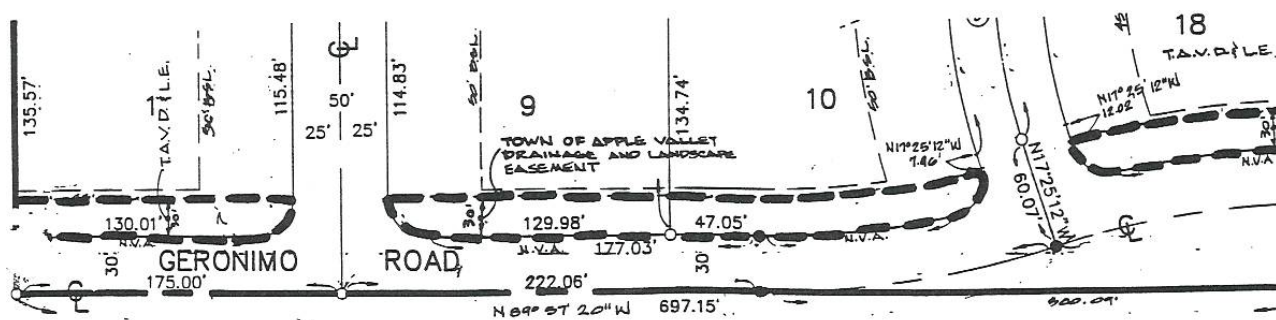 18
T.A.V. D. & L.E.
135.57'
1
T.A.V.D. & L.E.
115.48'
50'
25' 25'
114.83'
9
TOWN OF APPLE VALLEY
DRAINAGE AND LANDSCAPE
EASEMENT
134.74'
10
N17°25'12"W
7.46'
N17°25'12"W
12.02
30'
N.V.A.
N17°25'12"W
60.07'
130.01'
30'
N.V.A.
30'
129.98'
47.05'
N.V.A.
177.03'
N.V.A.
30'
30'
GERONIMO ROAD
175.00'
222.06'
N 89° 57' 20" W
697.15'